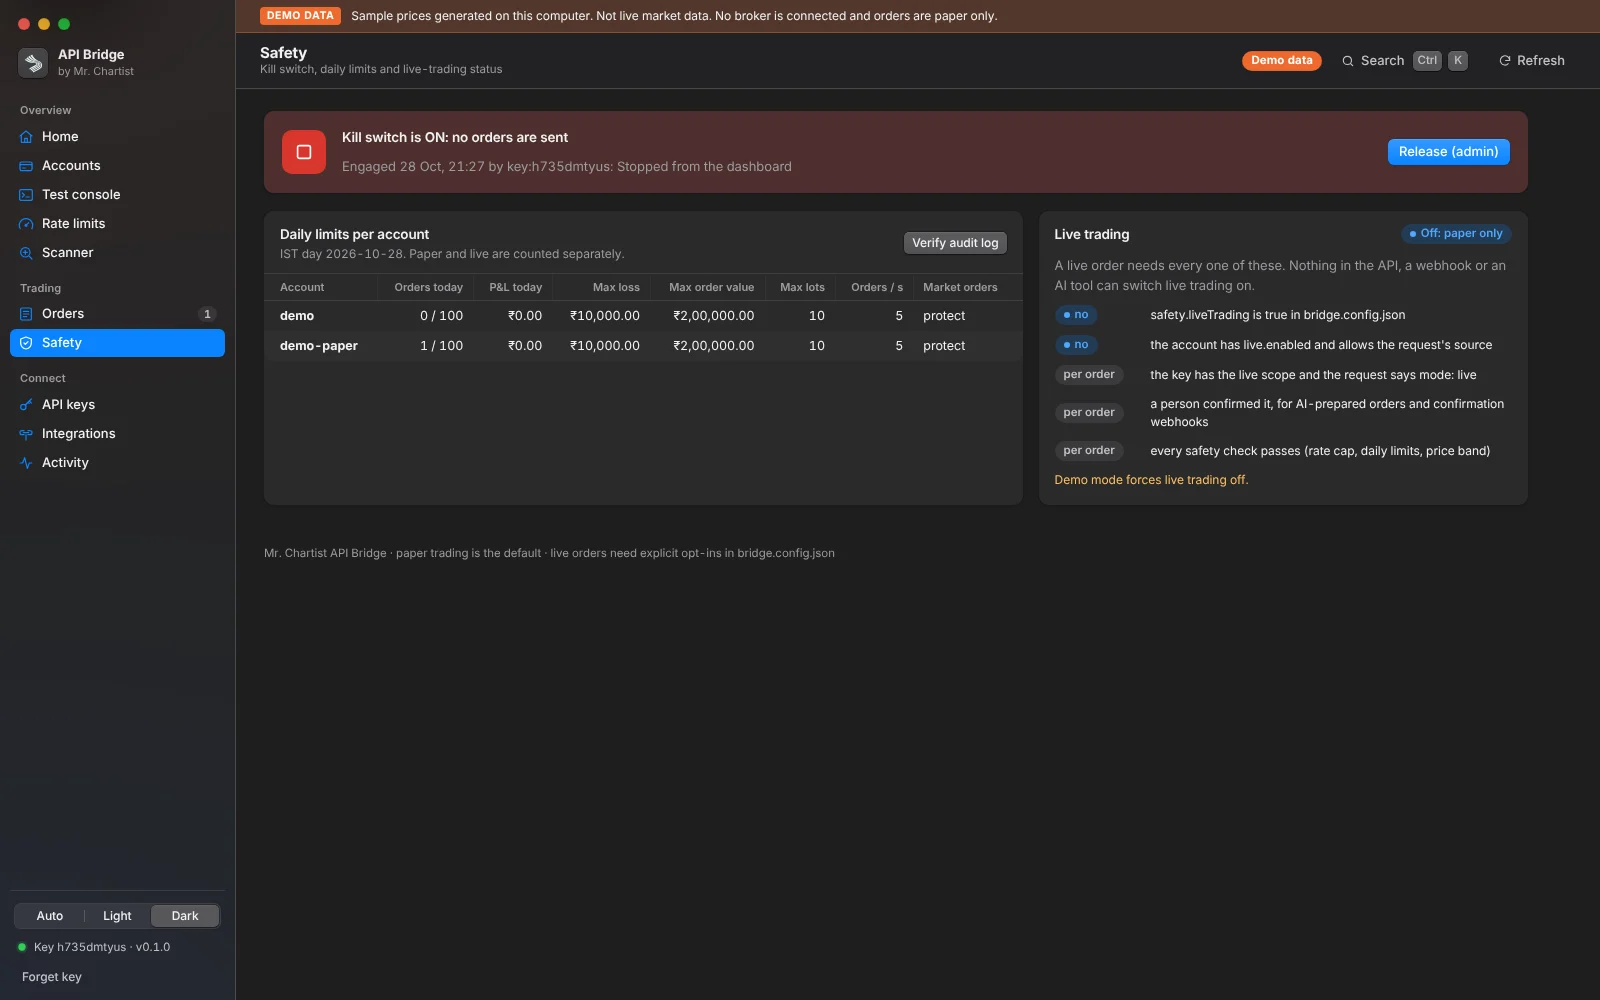 DEMO DATA Sample prices generated on this computer. Not live market data. No broker is connected and orders are paper only.
API Bridge
by Mr. Chartist
Overview
Home
Accounts
Test console
Rate limits
Scanner
Trading
Orders 1
Safety
Connect
API keys
Integrations
Activity
Auto Light Dark
Key h735dmtyus · v0.1.0
Forget key
Safety
Kill switch, daily limits and live-trading status
Demo data Search Ctrl K Refresh
Kill switch is ON: no orders are sent
Engaged 28 Oct, 21:27 by key:h735dmtyus: Stopped from the dashboard
Release (admin)
Daily limits per account
IST day 2026-10-28. Paper and live are counted separately.
Verify audit log
Account Orders today P&L today Max loss Max order value Max lots Orders / s Market orders
demo 0 / 100 ₹0.00 ₹10,000.00 ₹2,00,000.00 10 5 protect
demo-paper 1 / 100 ₹0.00 ₹10,000.00 ₹2,00,000.00 10 5 protect
Live trading
Off: paper only
A live order needs every one of these. Nothing in the API, a webhook or an
AI tool can switch live trading on.
no safety.liveTrading is true in bridge.config.json
no the account has live.enabled and allows the request's source
per order the key has the live scope and the request says mode: live
per order a person confirmed it, for AI-prepared orders and confirmation
webhooks
per order every safety check passes (rate cap, daily limits, price band)
Demo mode forces live trading off.
Mr. Chartist API Bridge · paper trading is the default · live orders need explicit opt-ins in bridge.config.json